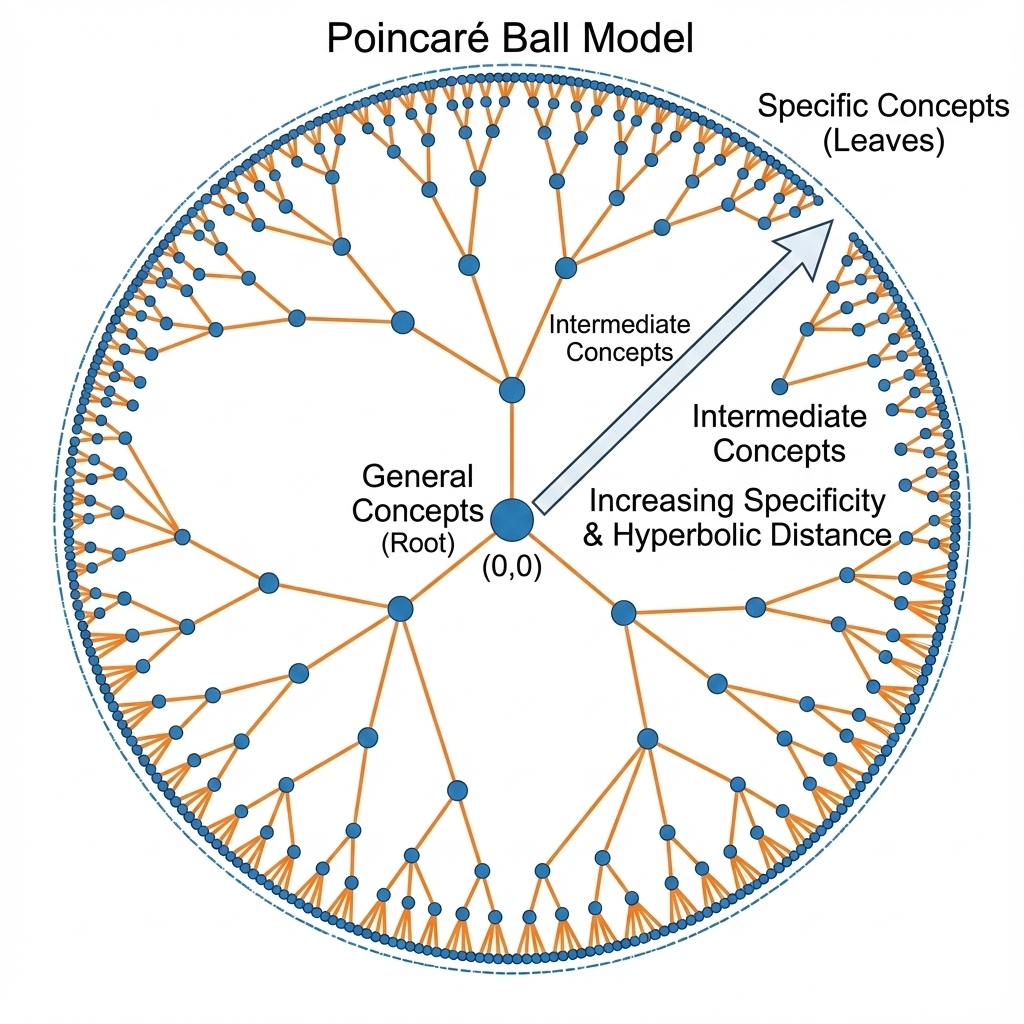 Poincaré Ball Model
Specific Concepts
(Leaves)
Intermediate
Concepts
Intermediate
Concepts
General
Concepts
(Root)
(0,0)
Increasing Specificity
& Hyperbolic Distance